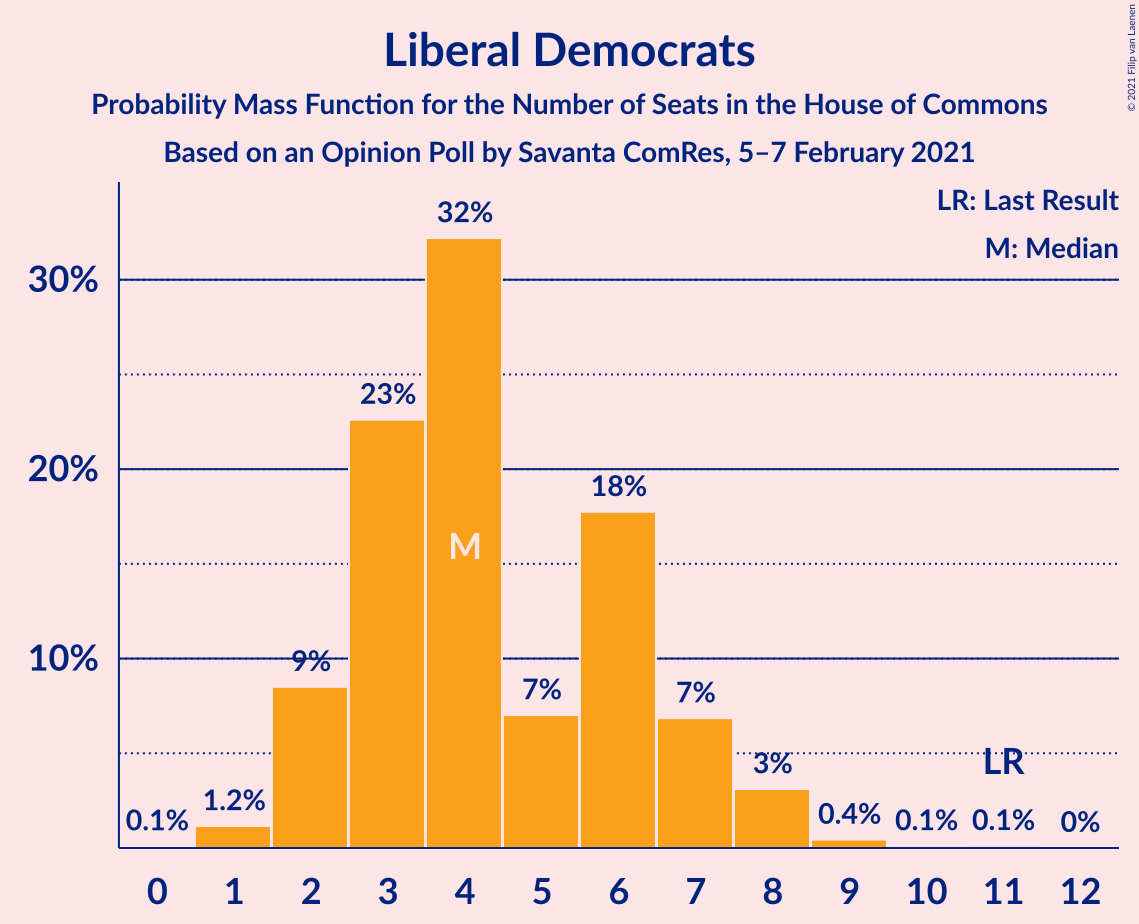 Liberal Democrats
Probability Mass Function for the Number of Seats in the House of Commons
Based on an Opinion Poll by Savanta ComRes, 5–7 February 2021
© 2021 Filip van Laenen
LR: Last Result
M: Median
30%
20%
10%
0.1%
1.2%
9%
23%
32%
7%
18%
7%
3%
0.4%
0.1%
0.1%
0%
M
LR
0 1 2 3 4 5 6 7 8 9 10 11 12